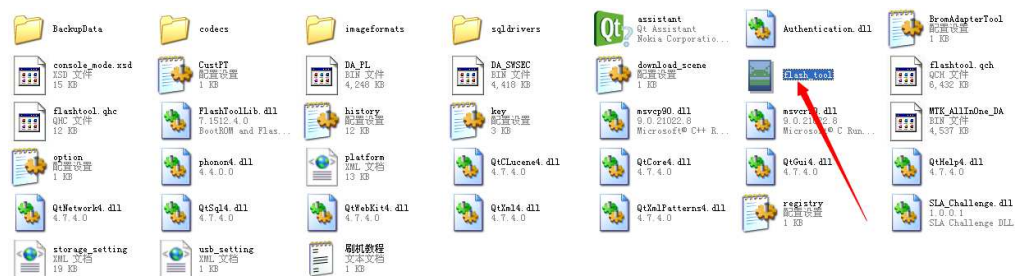 BackupData
codecs
imageformats
sqldrivers
assistant
Qt Assistant
Nokia Corporatio...
Authentication.dll
BromAdapterTool
配置设置
1 KB
console_mode.xsd
XSD 文件
15 KB
CustPT
配置设置
1 KB
DA_PL
BIN 文件
4,248 KB
DA_SWSEC
BIN 文件
4,418 KB
download_scene
配置设置
1 KB
flash_tool
flashtool.qch
QCH 文件
6,432 KB
flashtool.qhc
QHC 文件
12 KB
FlashToolLib.dll
7.1512.4.0
BootROM and Flas...
history
配置设置
12 KB
key
配置设置
3 KB
msvcp90.dll
9.0.21022.8
Microsoft® C++ R...
msvcr90.dll
9.0.21022.8
Microsoft® C Run...
MTK_AllInOne_DA
BIN 文件
4,537 KB
option
配置设置
1 KB
phonon4.dll
4.4.0.0
platform
XML 文档
13 KB
QtCLucene4.dll
4.7.4.0
QtCore4.dll
4.7.4.0
QtGui4.dll
4.7.4.0
QtHelp4.dll
4.7.4.0
QtNetwork4.dll
4.7.4.0
QtSql4.dll
4.7.4.0
QtWebKit4.dll
4.7.4.0
QtXml4.dll
4.7.4.0
QtXmlPatterns4.dll
4.7.4.0
registry
配置设置
1 KB
SLA_Challenge.dll
1.0.0.1
SLA Challenge DLL
storage_setting
XML 文档
19 KB
usb_setting
XML 文档
1 KB
刷机教程
文本文档
1 KB